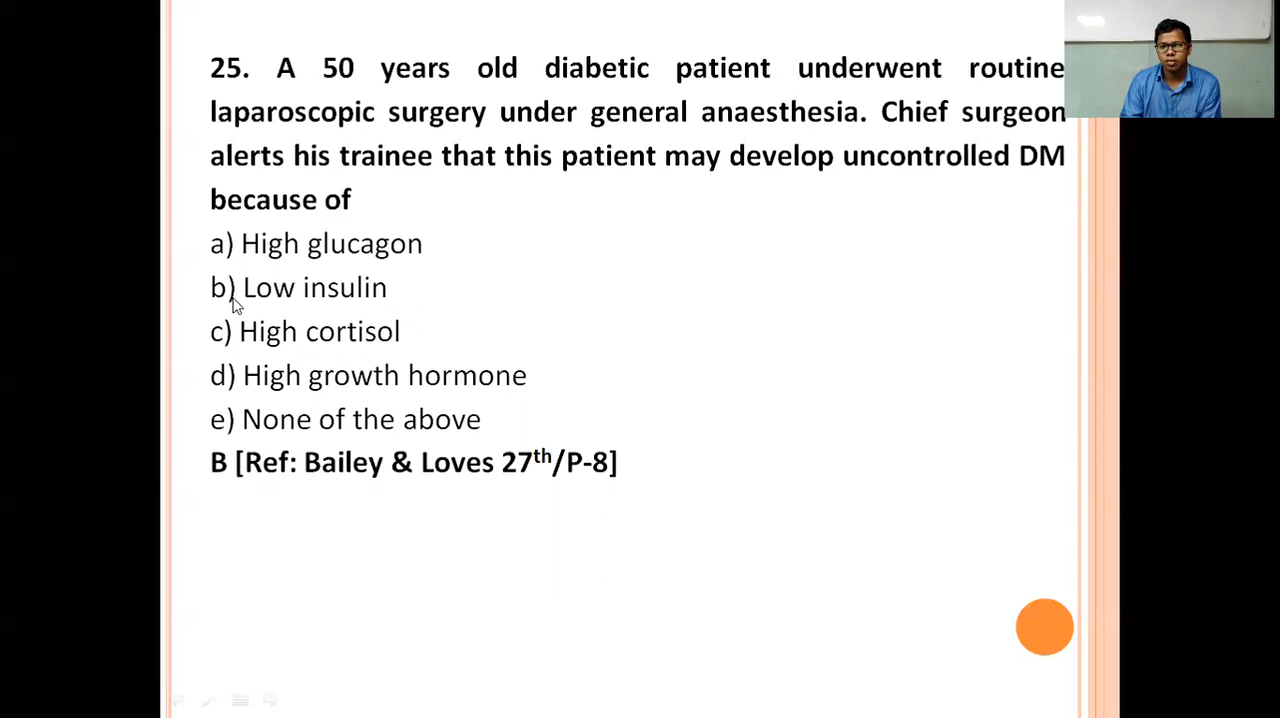 25. A 50 years old diabetic patient underwent routine
laparoscopic surgery under general anaesthesia. Chief surgeon
alerts his trainee that this patient may develop uncontrolled DM
because of
a) High glucagon
b) Low insulin
c) High cortisol
d) High growth hormone
e) None of the above
B [Ref: Bailey & Loves 27th/P-8]